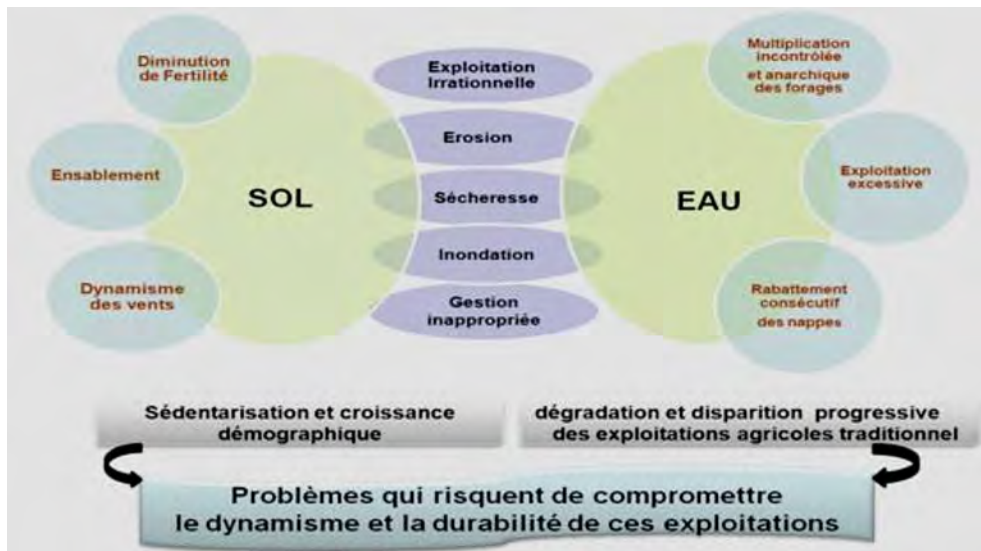 Diminution
de Fertilité
Ensablement
Dynamisme
des vents
SOL
Exploitation
Irrationnelle
Erosion
Sécheresse
Inondation
Gestion
inappropriée
EAU
Multiplication
incontrôlée
et anarchique
des forages
Exploitation
excessive
Rabattement
consécutif
des nappes
Sédentarisation et croissance
démographique
dégradation et disparition progressive
des exploitations agricoles traditionnel
Problèmes qui risquent de compromettre
le dynamisme et la durabilité de ces exploitations